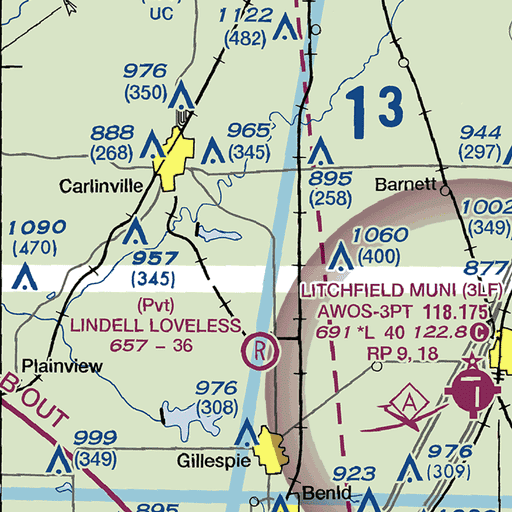 UC
1122
(482)
976
(350)
13
888
(268)
965
(345)
944
(297)
Carlinville
895
(258)
Barnett
1002
(349)
1090
(470)
957
(345)
1060
(400)
877
LITCHFIELD MUNI (3LF)
AWOS-3PT 118.175
691 *L 40 122.8 C
RP 9, 18
(Pvt)
LINDELL LOVELESS
657 - 36
R
Plainview
B OUT
976
(308)
A
999
(349)
Gillespie
976
(309)
923
Benld
895